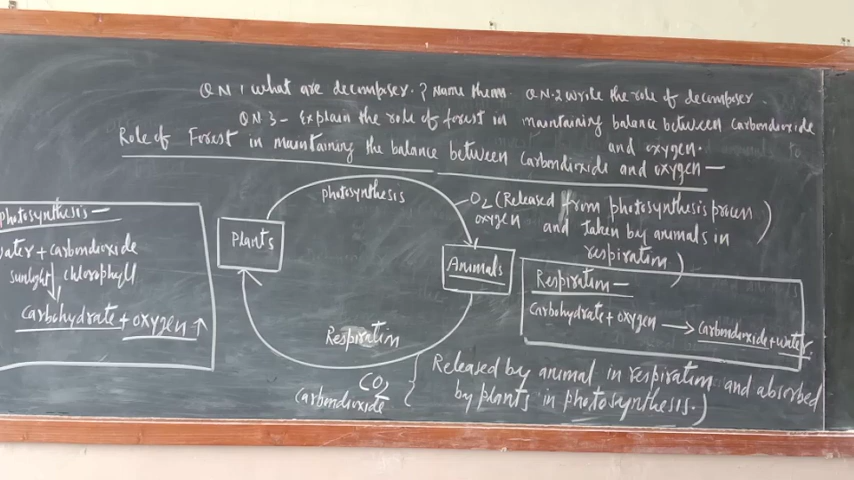 QN 1 what are decomposer.? Name them. QN.2 write the role of decomposer.
QN 3- Explain the role of forest in maintaining balance between carbondioxide
and oxygen.
Role of Forest in maintaining the balance between Carbondioxide and oxygen-
photosynthesis
O2 (Released from photosynthesis process
oxygen and taken by animals in
respiration)
photosynthesis-
water + carbondioxide
sunlight chlorophyll
Carbohydrate + oxygen ↑
Plants
Animals
Respiration-
Carbohydrate + oxygen → Carbondioxide + water
Respiration
CO2
Carbondioxide
Released by animal in respiration and absorbed
by plants in photosynthesis.)